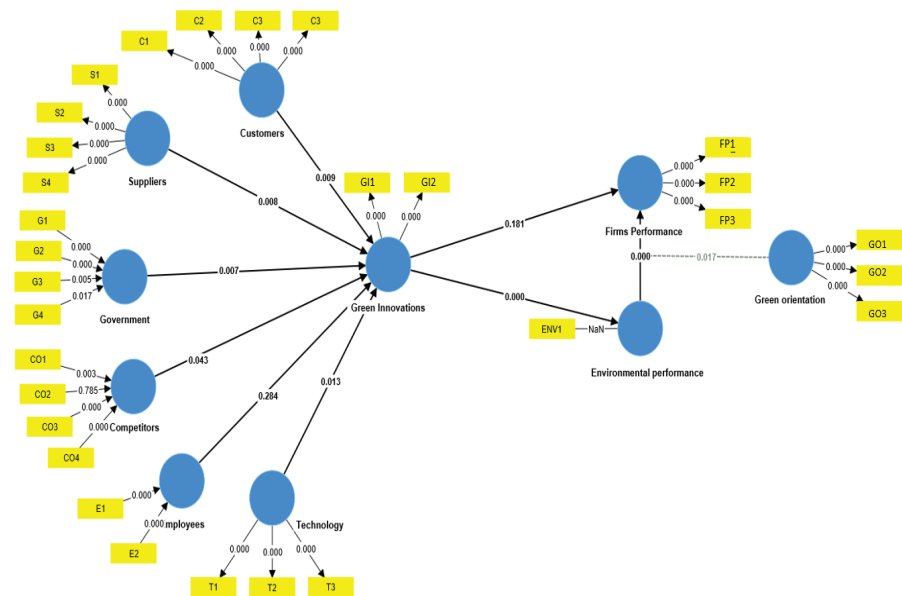 C2
C3
C3
C1
0.000
0.000
0.000
0.000
Customers
S1
S2
S3
S4
0.000
0.000
0.000
0.000
Suppliers
G1
G2
G3
G4
0.000
0.000
0.005
0.017
Government
CO1
CO2
CO3
CO4
0.003
0.785
0.000
0.000
Competitors
E1
E2
0.000
0.000
mployees
Technology
0.000
0.000
0.000
T1
T2
T3
0.009
0.008
0.007
0.043
0.284
0.013
GI1
GI2
0.000
0.000
Green Innovations
0.181
0.000
FP1
FP2
FP3
0.000
0.000
0.000
Firms Performance
0.000
0.017
ENV1
NaN
Environmental performance
GO1
GO2
GO3
0.000
0.000
0.000
Green orientation